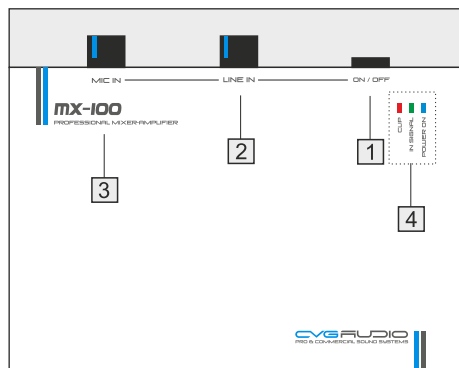 MIC IN LINE IN ON / OFF
MX-100
PROFESSIONAL MIXER-AMPLIFIER
CLIP
IN SIGNAL
POWER ON
1
2
3
4
CVGAUDIO
PRO & COMMERCIAL SOUND SYSTEMS